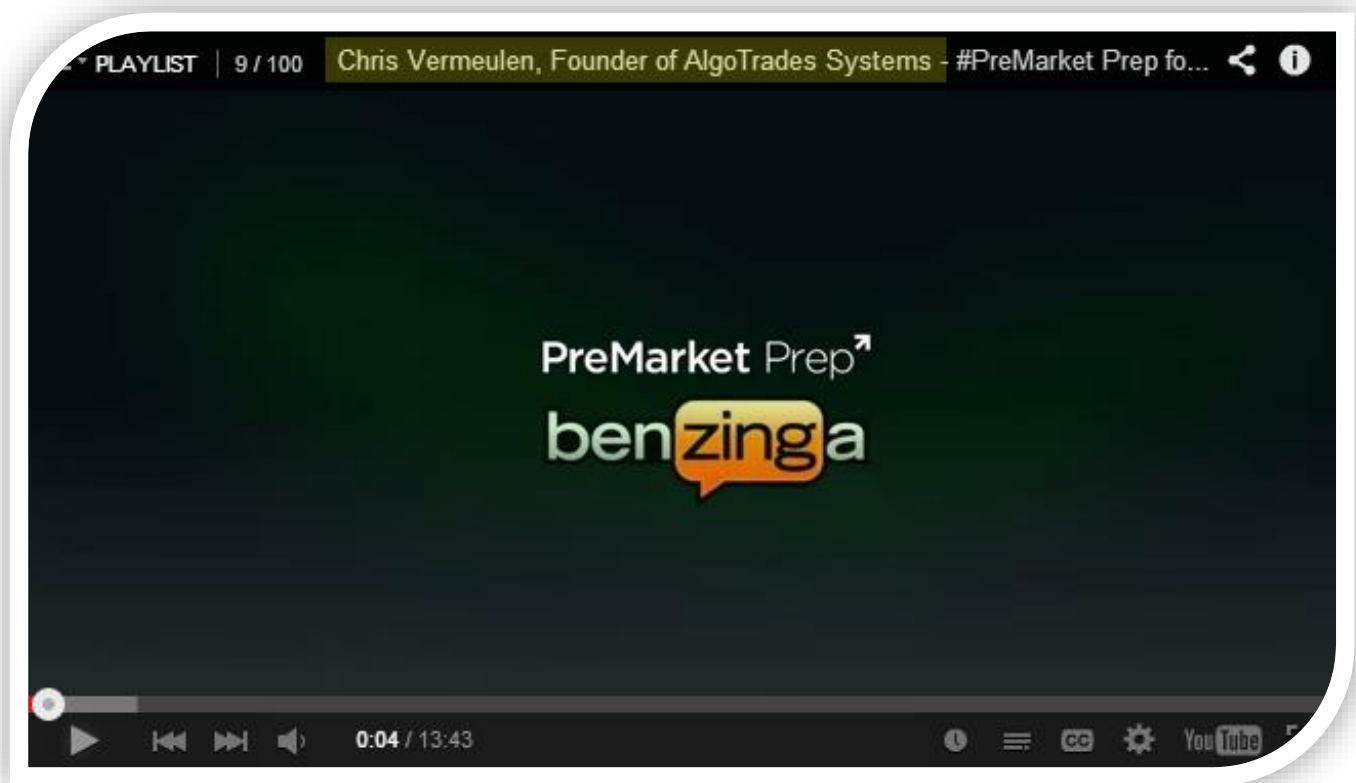 PLAYLIST | 9 / 100 Chris Vermeulen, Founder of AlgoTrades Systems - #PreMarket Prep fo...
PreMarket Prep
benzinga
0:04 / 13:43 CC YouTube